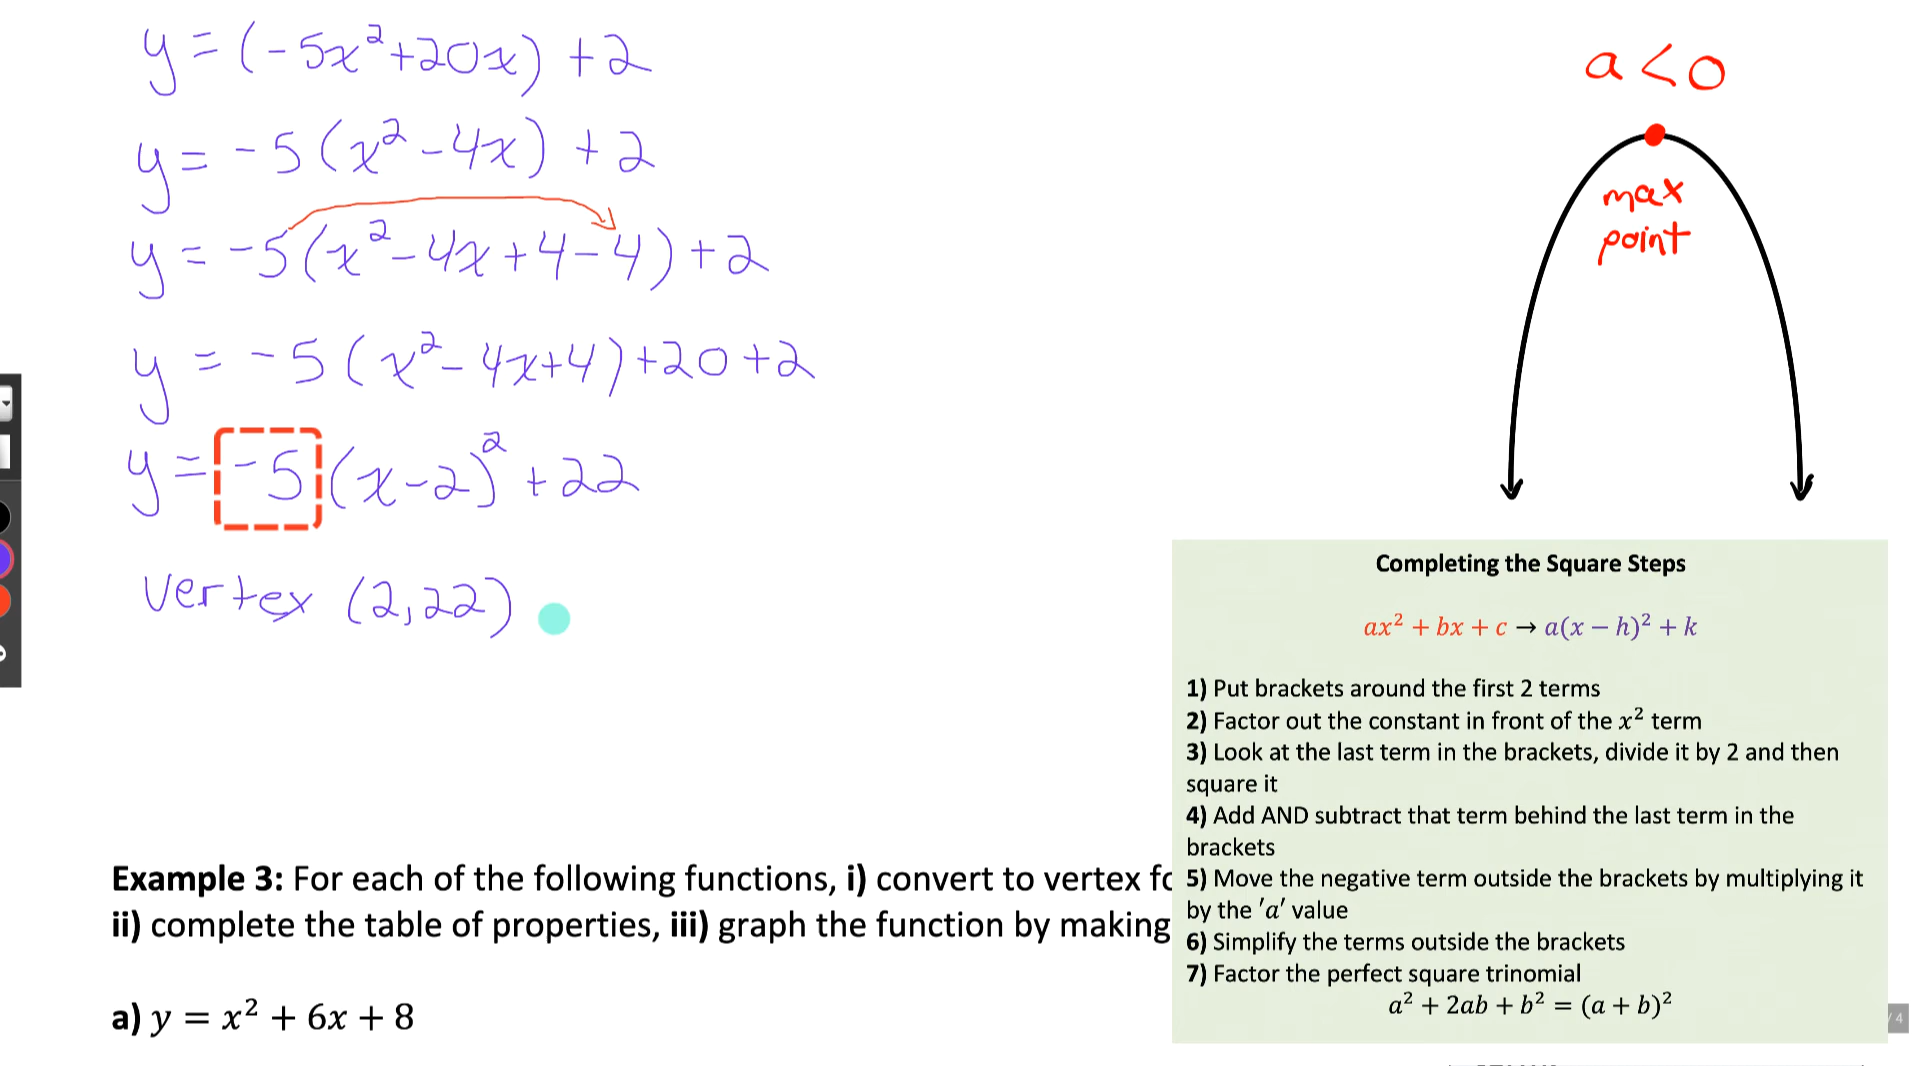 y = (-5x²+20x) +2
y = -5(x²-4x) +2
y = -5(x²-4x+4-4)+2
y = -5(x²-4x+4)+20+2
y = -5(x-2)² +22
vertex (2,22)
a<0
max
point
Completing the Square Steps
ax² + bx + c → a(x − h)² + k
1) Put brackets around the first 2 terms
2) Factor out the constant in front of the x² term
3) Look at the last term in the brackets, divide it by 2 and then
square it
4) Add AND subtract that term behind the last term in the
brackets
5) Move the negative term outside the brackets by multiplying it
by the 'a' value
6) Simplify the terms outside the brackets
7) Factor the perfect square trinomial
a² + 2ab + b² = (a + b)²
Example 3: For each of the following functions, i) convert to vertex
ii) complete the table of properties, iii) graph the function by making
a) y = x² + 6x + 8
/ 4